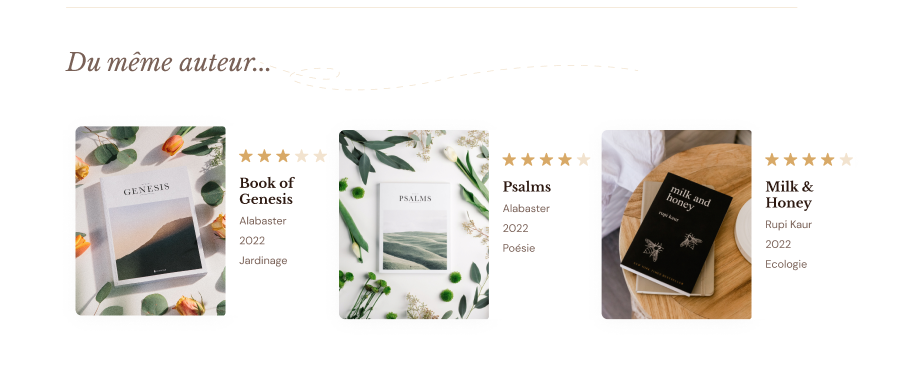 Du même auteur...
GENESIS
Book of
Genesis
Alabaster
2022
Jardinage
PSALMS
Psalms
Alabaster
2022
Poésie
milk and
honey
rupi kaur
Milk &
Honey
Rupi Kaur
2022
Ecologie